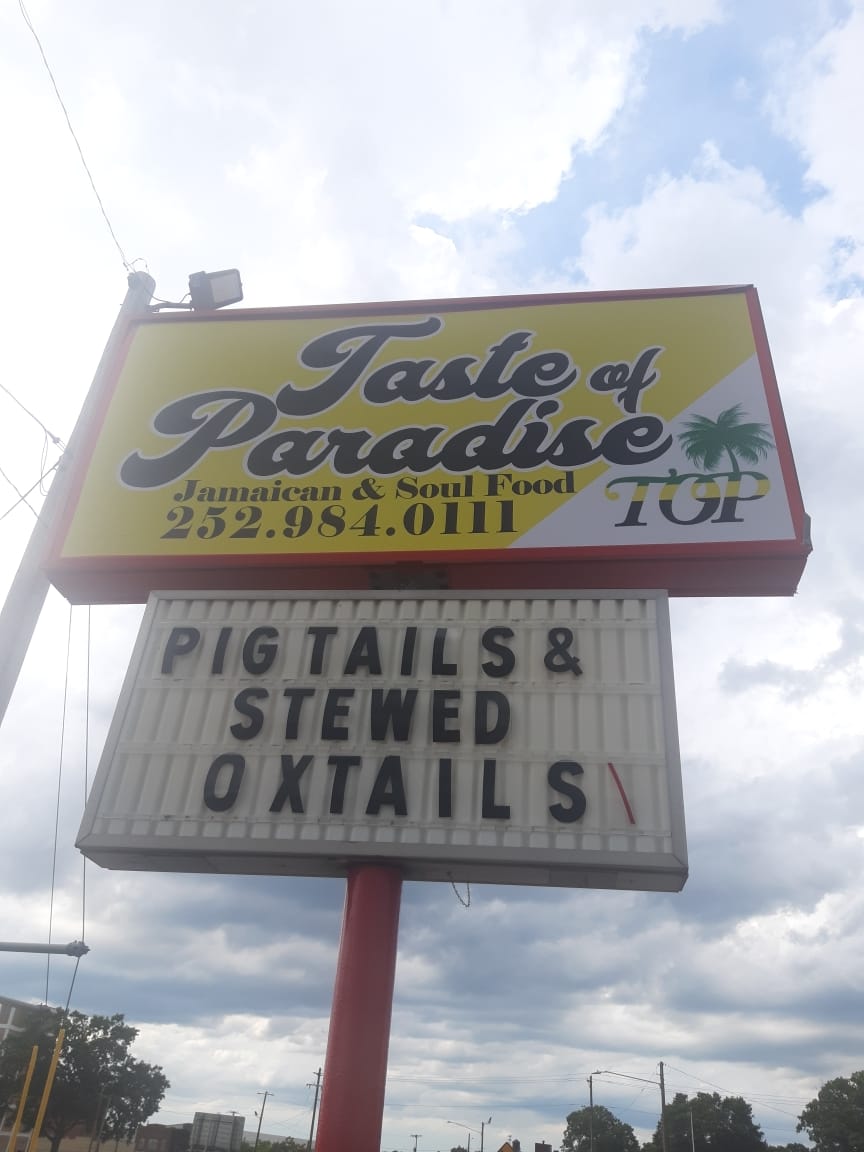 Taste of
Paradise
Jamaican & Soul Food
252.984.0111
TOP
PIG TAILS &
STEWED
OXTAILS\